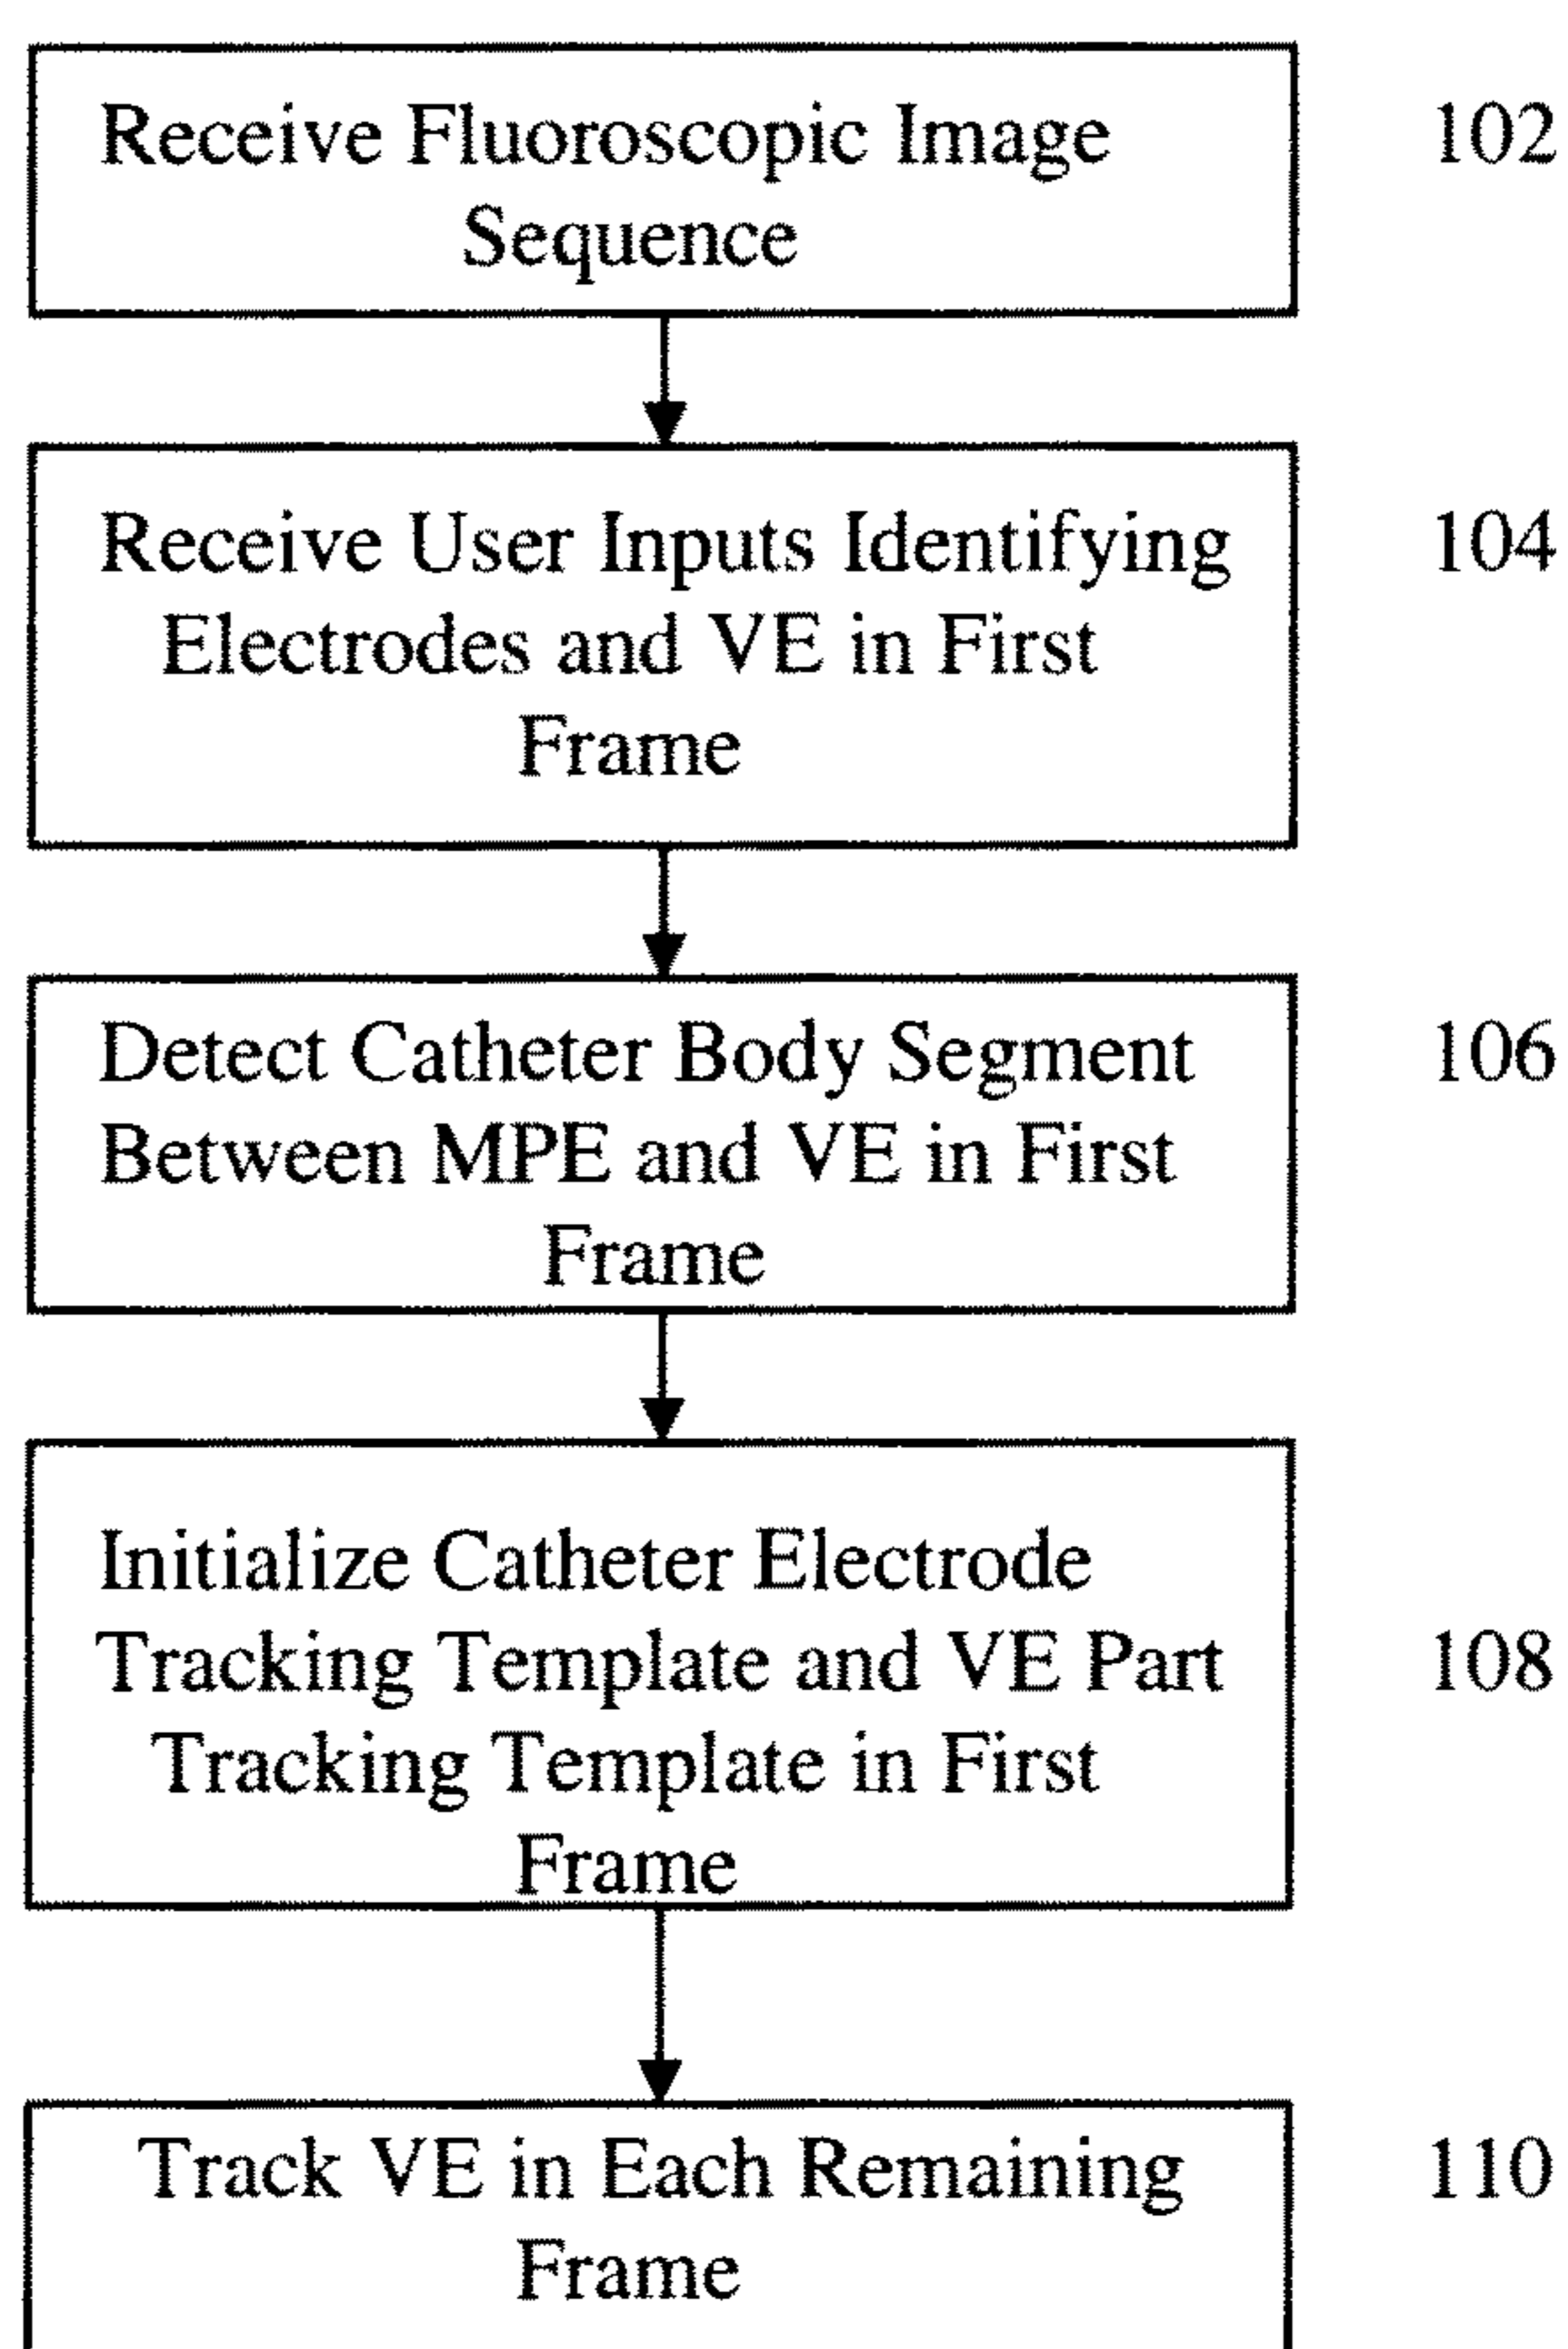 Receive Fluoroscopic Image
Sequence
102
Receive User Inputs Identifying
Electrodes and VE in First
Frame
104
Detect Catheter Body Segment
Between MPE and VE in First
Frame
106
Initialize Catheter Electrode
Tracking Template and VE Part
Tracking Template in First
Frame
108
Track VE in Each Remaining
Frame
110